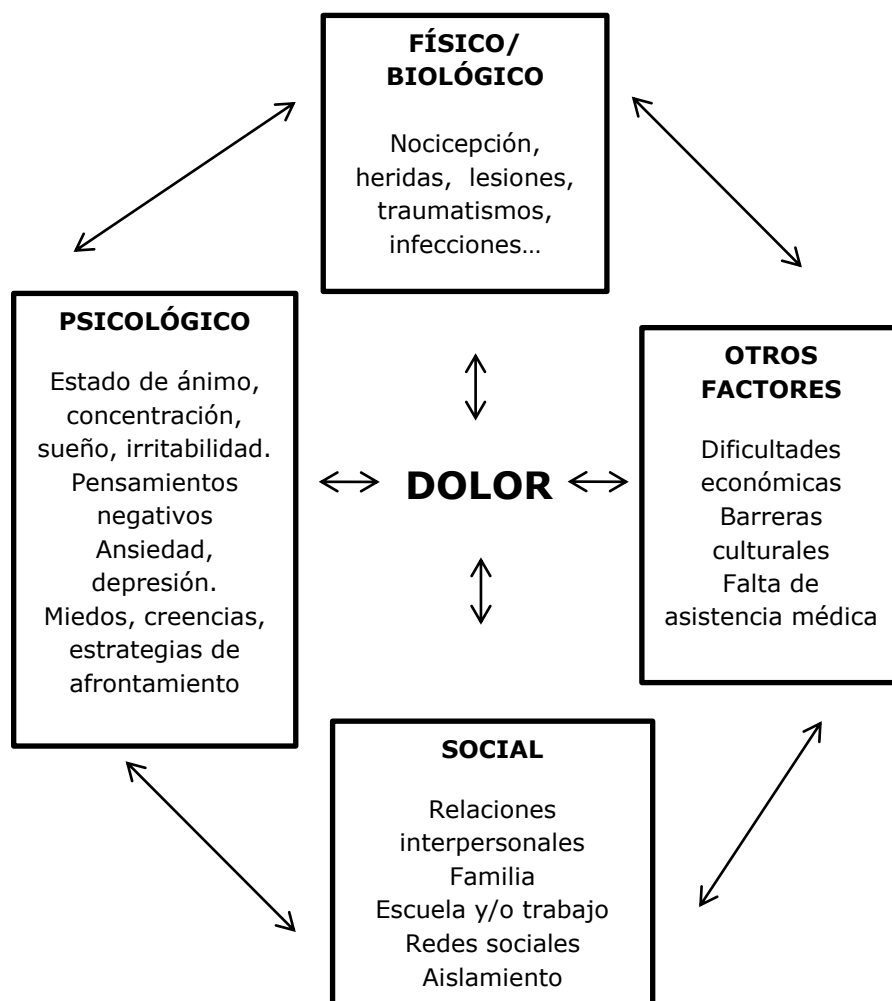 FÍSICO/
BIOLÓGICO
Nocicepción,
heridas, lesiones,
traumatismos,
infecciones…
PSICOLÓGICO
Estado de ánimo,
concentración,
sueño, irritabilidad.
Pensamientos
negativos
Ansiedad,
depresión.
Miedos, creencias,
estrategias de
afrontamiento
DOLOR
OTROS
FACTORES
Dificultades
económicas
Barreras
culturales
Falta de
asistencia médica
SOCIAL
Relaciones
interpersonales
Familia
Escuela y/o trabajo
Redes sociales
Aislamiento